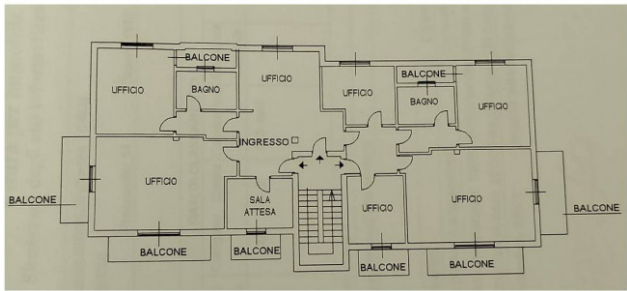 BALCONE
BALCONE
UFFICIO
BAGNO
UFFICIO
UFFICIO
BAGNO
UFFICIO
INGRESSO
UFFICIO
SALA
ATTESA
UFFICIO
UFFICIO
BALCONE
BALCONE
BALCONE
BALCONE
BALCONE
BALCONE